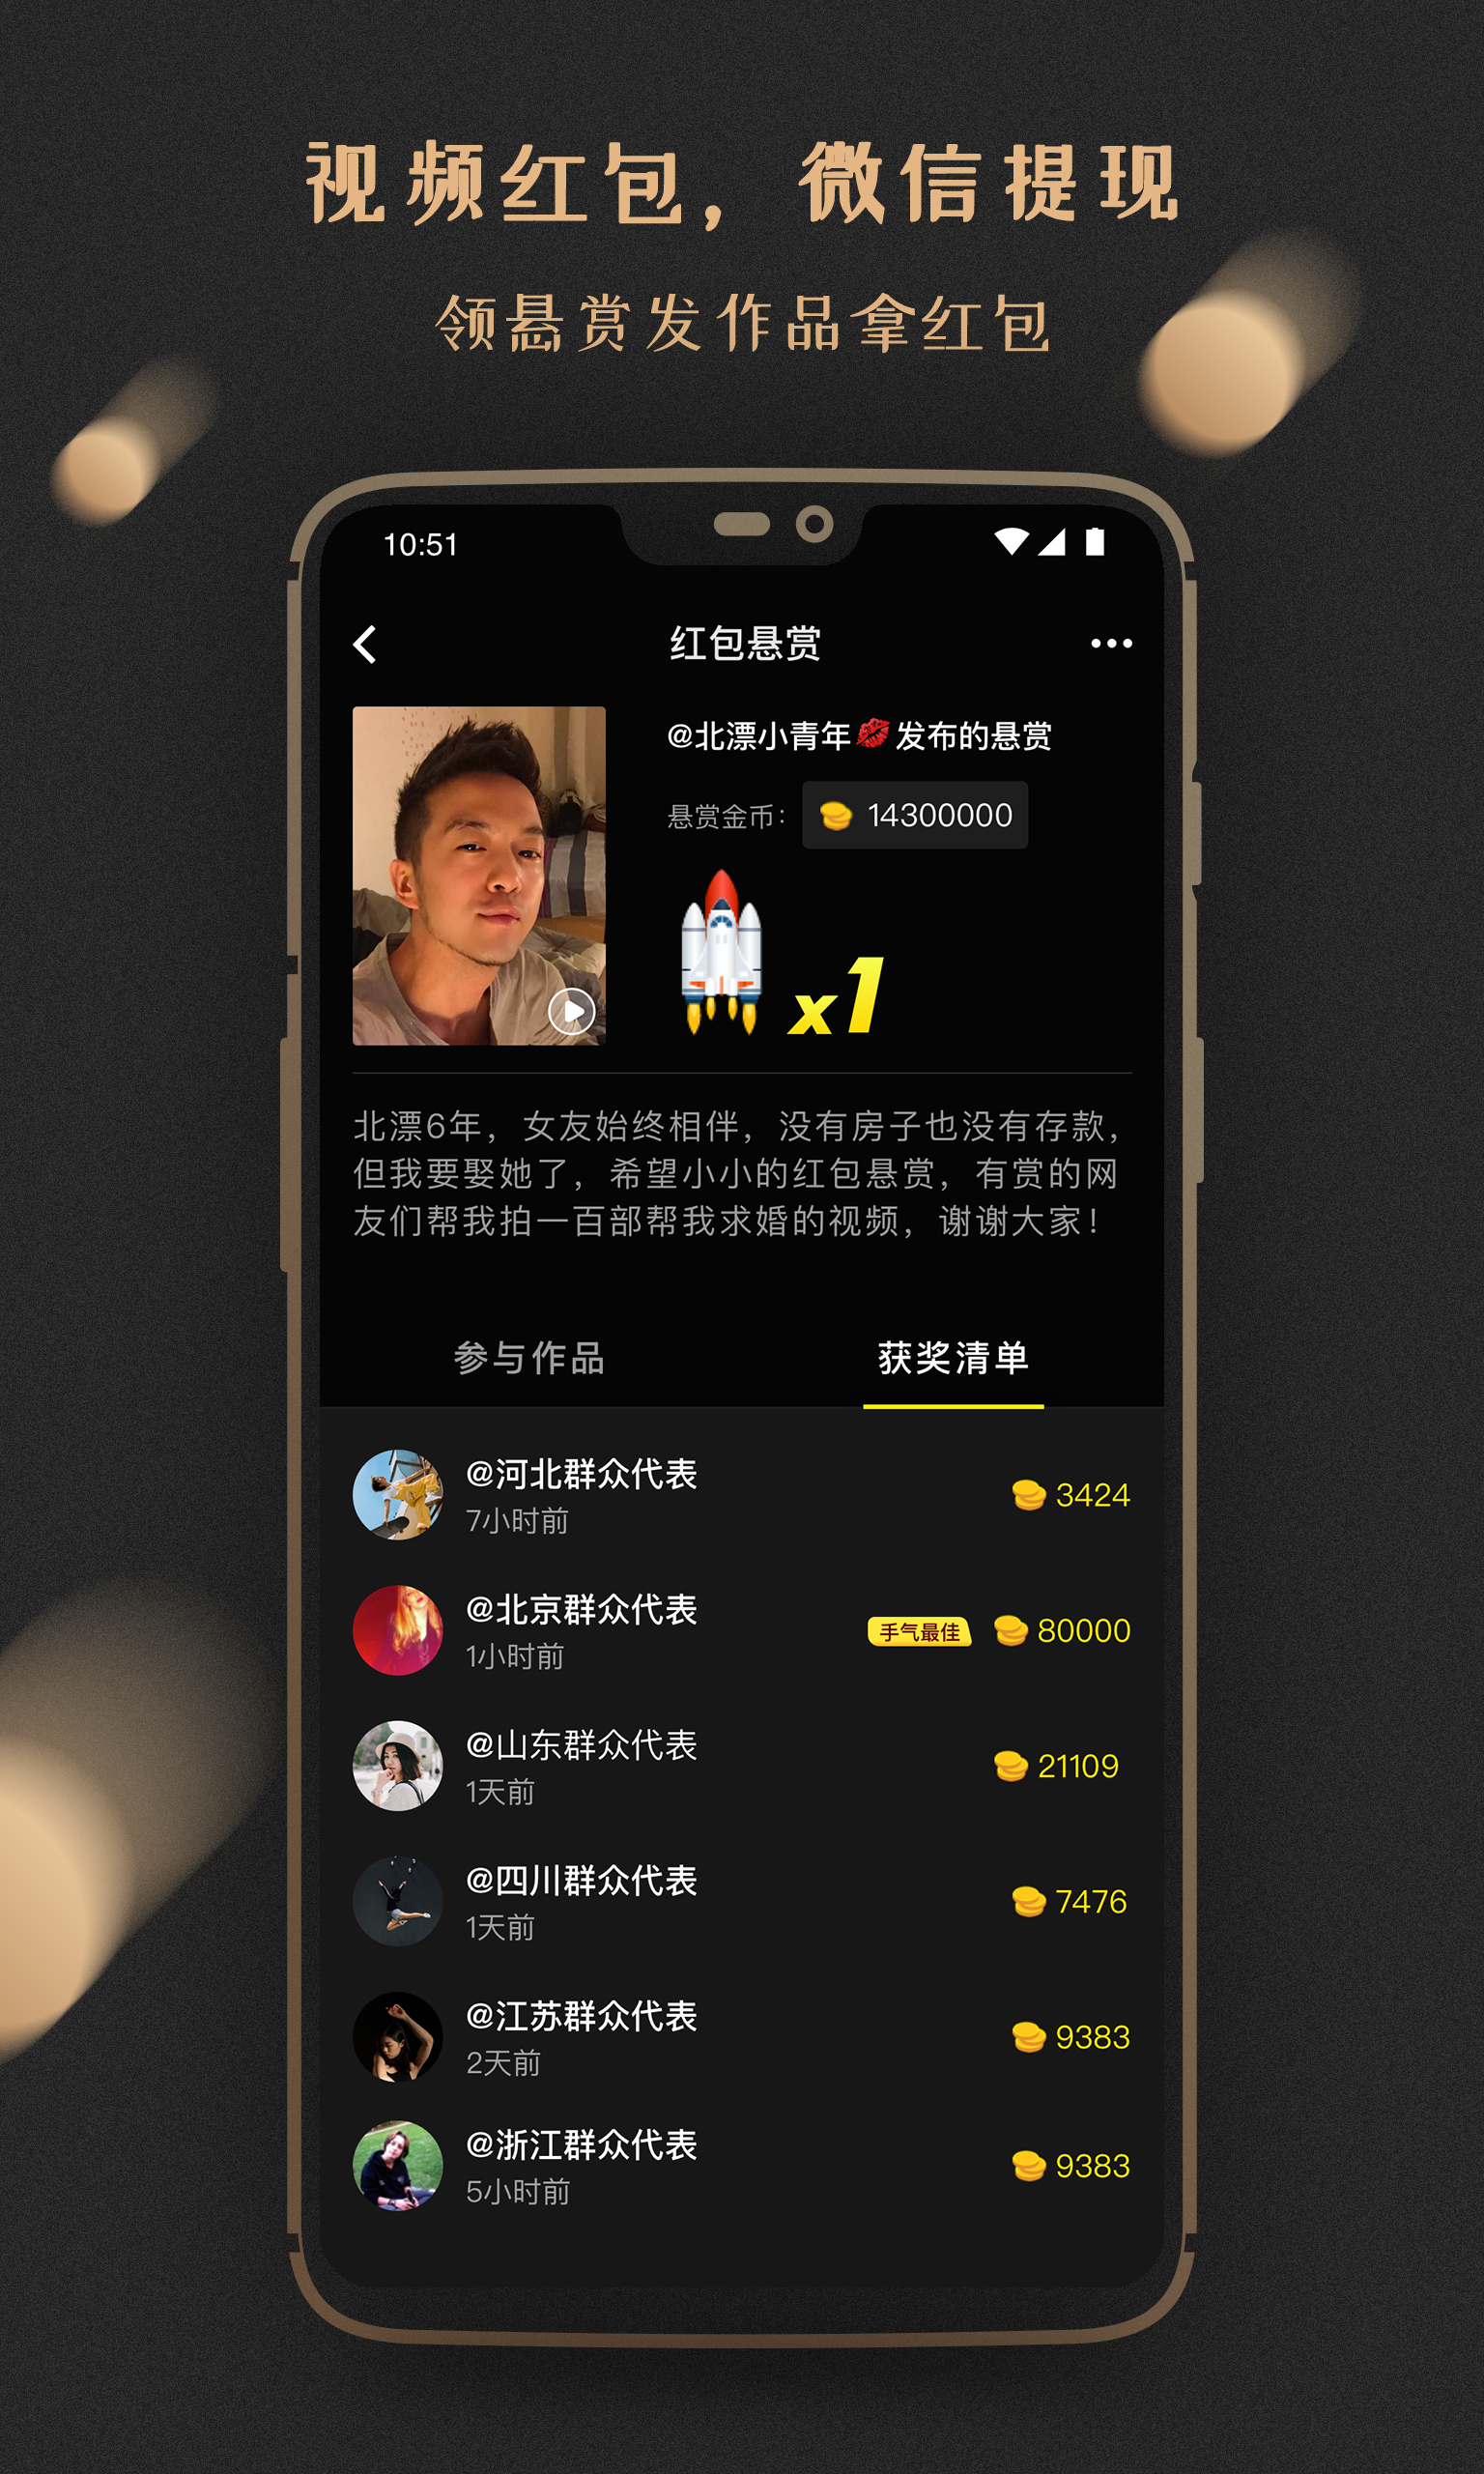 视频红包，微信提现
领悬赏发作品拿红包
10:51
红包悬赏
@北漂小青年💋发布的悬赏
悬赏金币： 14300000
x1
北漂6年，女友始终相伴，没有房子也没有存款，
但我要娶她了，希望小小的红包悬赏，有赏的网
友们帮我拍一百部帮我求婚的视频，谢谢大家！
参与作品 获奖清单
@河北群众代表
7小时前
3424
@北京群众代表
1小时前
手气最佳 80000
@山东群众代表
1天前
21109
@四川群众代表
1天前
7476
@江苏群众代表
2天前
9383
@浙江群众代表
5小时前
9383